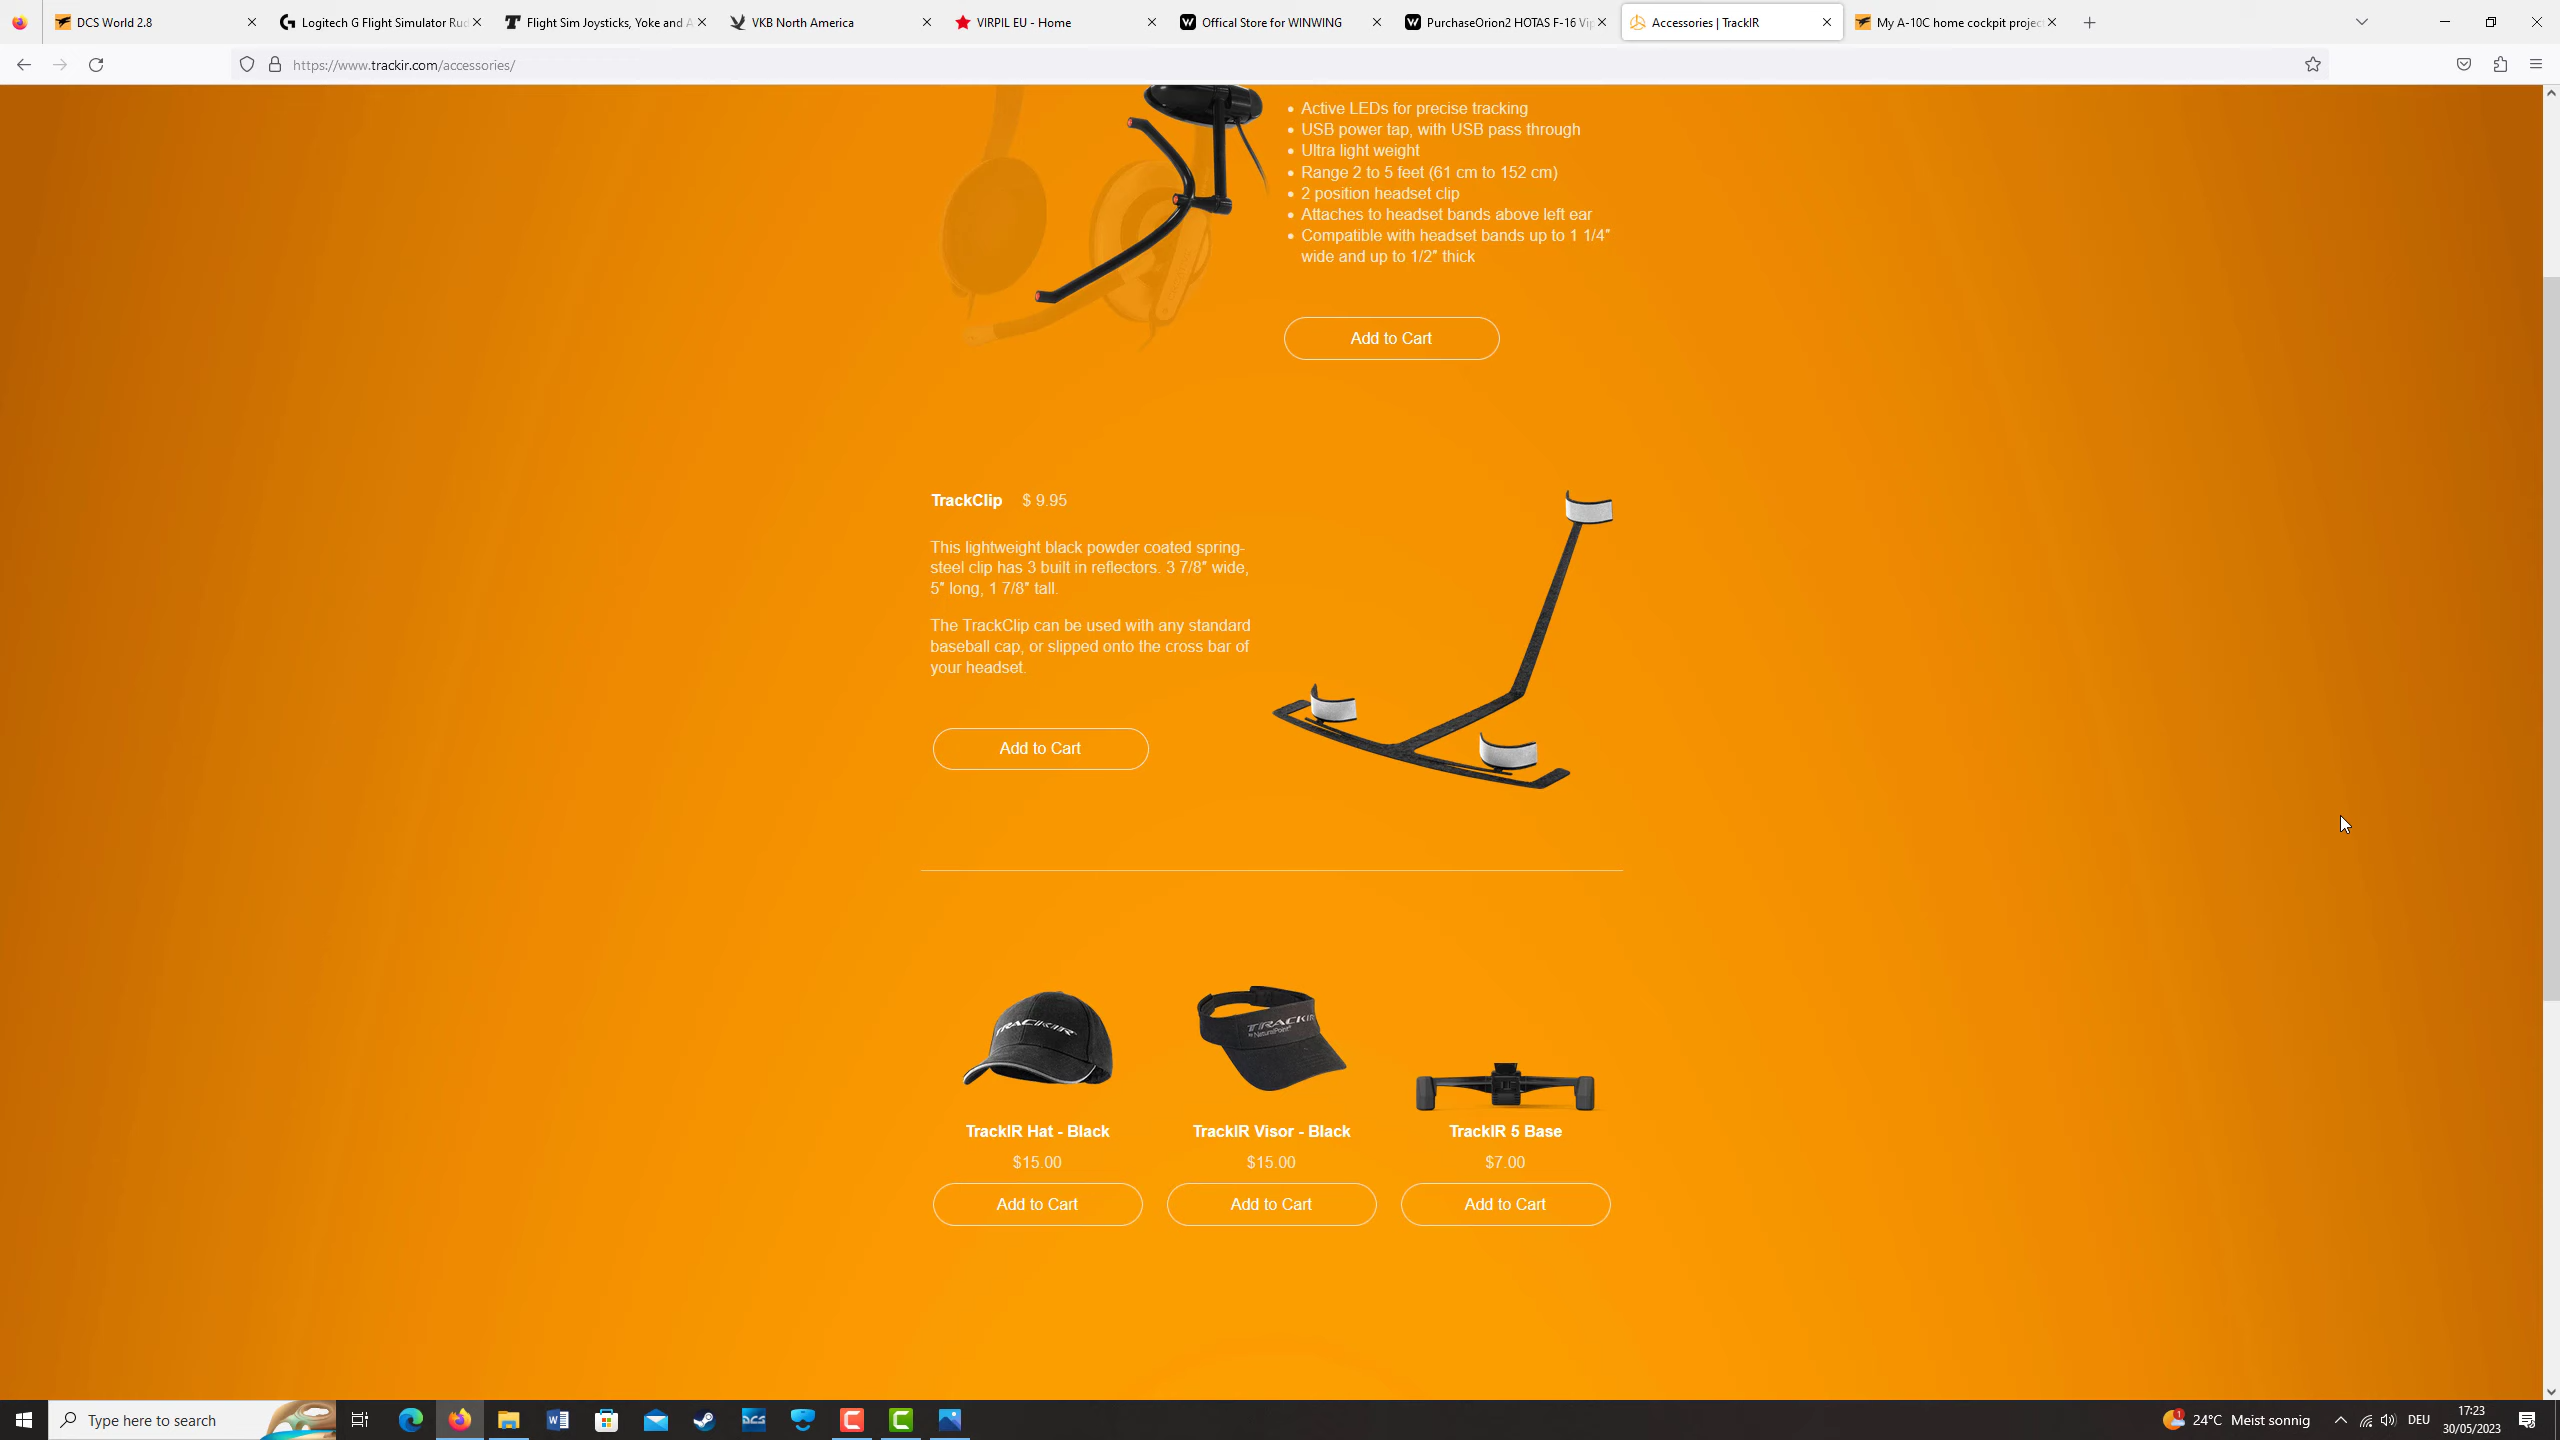 DCS World 2.8
Logitech G Flight Simulator Rud
Flight Sim Joysticks, Yoke and A
VKB North America
VIRPIL EU - Home
Offical Store for WINWING
PurchaseOrion2 HOTAS F-16 Vip
Accessories | TrackIR
My A-10C home cockpit project
https://www.trackir.com/accessories/
• Active LEDs for precise tracking
• USB power tap, with USB pass through
• Ultra light weight
• Range 2 to 5 feet (61 cm to 152 cm)
• 2 position headset clip
• Attaches to headset bands above left ear
• Compatible with headset bands up to 1 1/4"
wide and up to 1/2" thick
Add to Cart
TrackClip $ 9.95
This lightweight black powder coated spring-
steel clip has 3 built in reflectors. 3 7/8" wide,
5" long, 1 7/8" tall.
The TrackClip can be used with any standard
baseball cap, or slipped onto the cross bar of
your headset.
Add to Cart
TRACKIR
TRACKIR
by NaturalPoint
TrackIR Hat - Black
$15.00
Add to Cart
TrackIR Visor - Black
$15.00
Add to Cart
TrackIR 5 Base
$7.00
Add to Cart
Type here to search
DCS
1
24°C Meist sonnig
DEU
17:23
30/05/2023